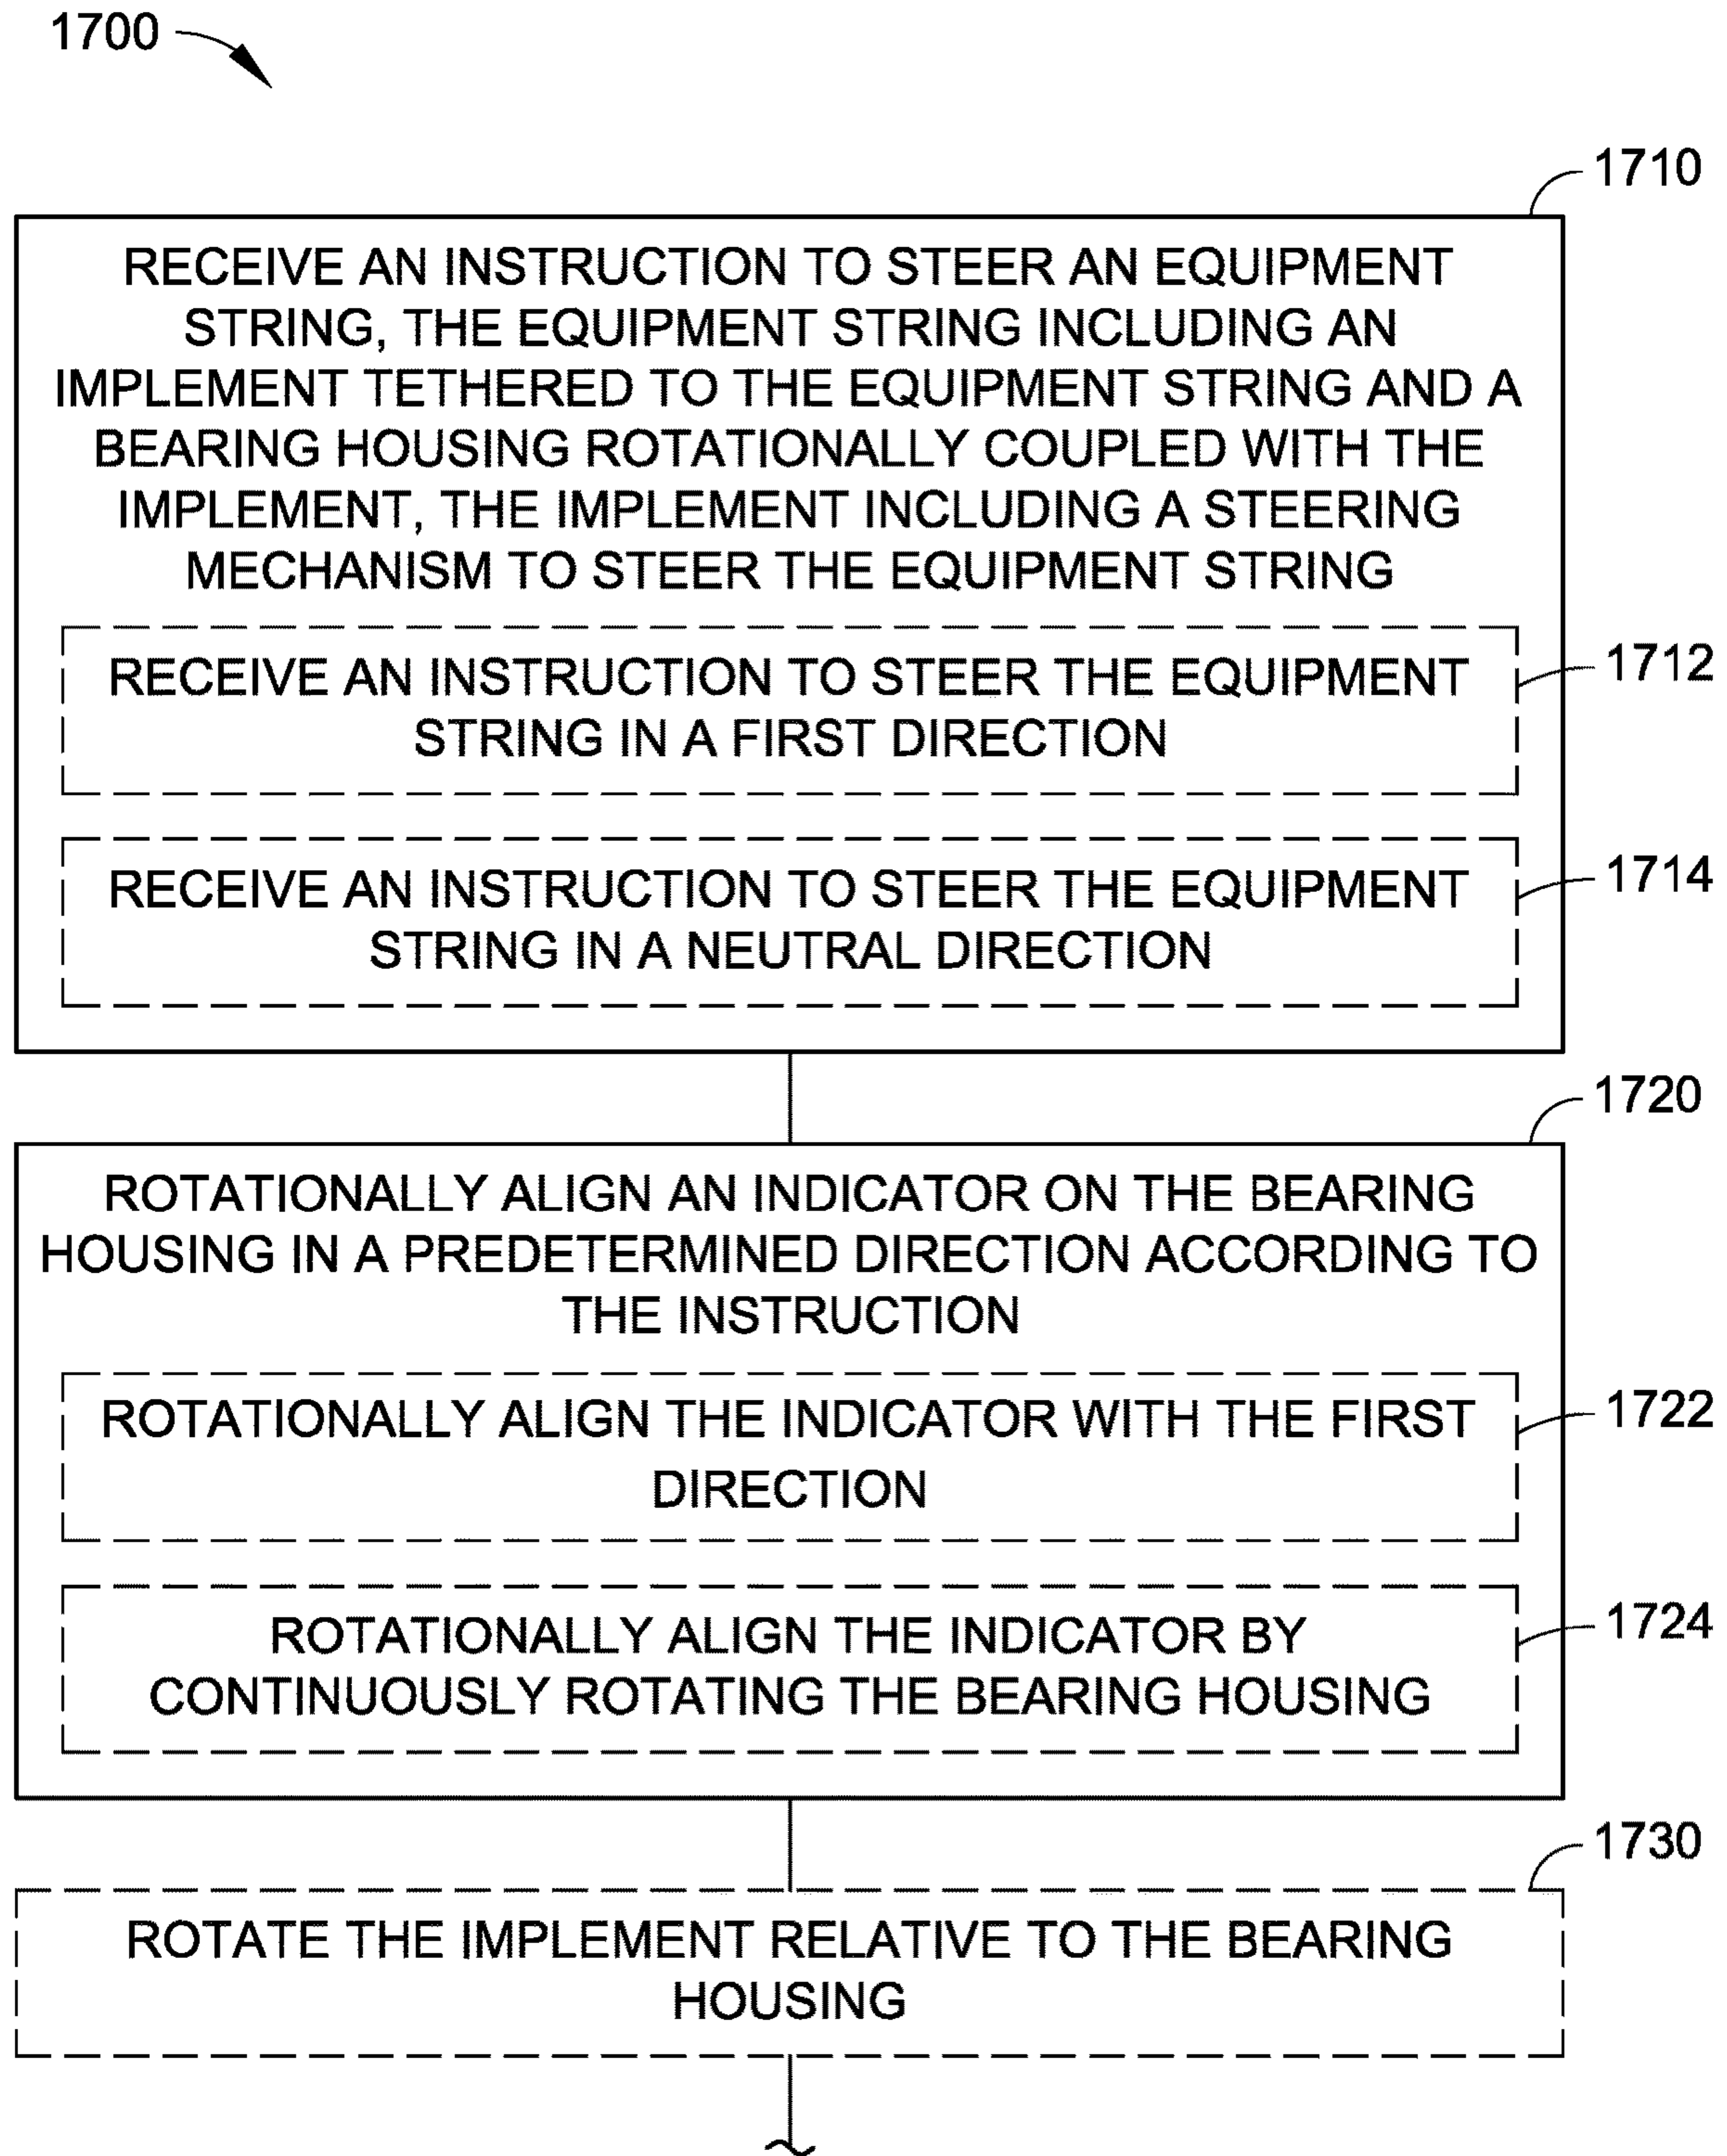 1700
1710
RECEIVE AN INSTRUCTION TO STEER AN EQUIPMENT
STRING, THE EQUIPMENT STRING INCLUDING AN
IMPLEMENT TETHERED TO THE EQUIPMENT STRING AND A
BEARING HOUSING ROTATIONALLY COUPLED WITH THE
IMPLEMENT, THE IMPLEMENT INCLUDING A STEERING
MECHANISM TO STEER THE EQUIPMENT STRING
1712
RECEIVE AN INSTRUCTION TO STEER THE EQUIPMENT
STRING IN A FIRST DIRECTION
1714
RECEIVE AN INSTRUCTION TO STEER THE EQUIPMENT
STRING IN A NEUTRAL DIRECTION
1720
ROTATIONALLY ALIGN AN INDICATOR ON THE BEARING
HOUSING IN A PREDETERMINED DIRECTION ACCORDING TO
THE INSTRUCTION
1722
ROTATIONALLY ALIGN THE INDICATOR WITH THE FIRST
DIRECTION
1724
ROTATIONALLY ALIGN THE INDICATOR BY
CONTINUOUSLY ROTATING THE BEARING HOUSING
1730
ROTATE THE IMPLEMENT RELATIVE TO THE BEARING
HOUSING